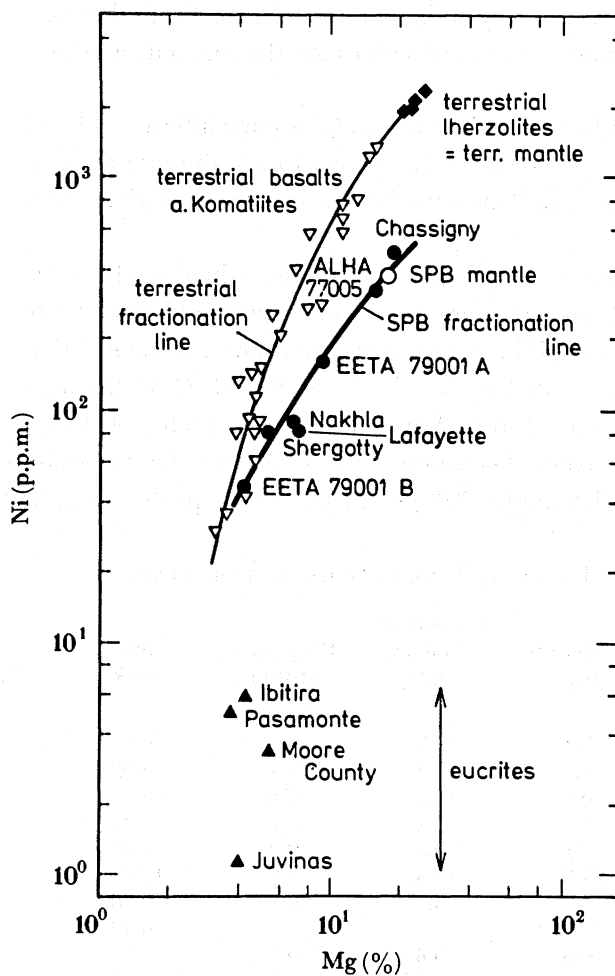 10³
10²
10¹
10⁰
Ni (p.p.m.)
terrestrial
lherzolites
= terr. mantle
terrestrial basalts
a. Komatiites
Chassigny
ALHA
77005
SPB mantle
terrestrial
fractionation
line
SPB fractionation
line
EETA 79001 A
Nakhla
Lafayette
Shergotty
EETA 79001 B
Ibitira
Pasamonte
Moore
County
eucrites
Juvinas
10⁰
10¹
10²
Mg (%)